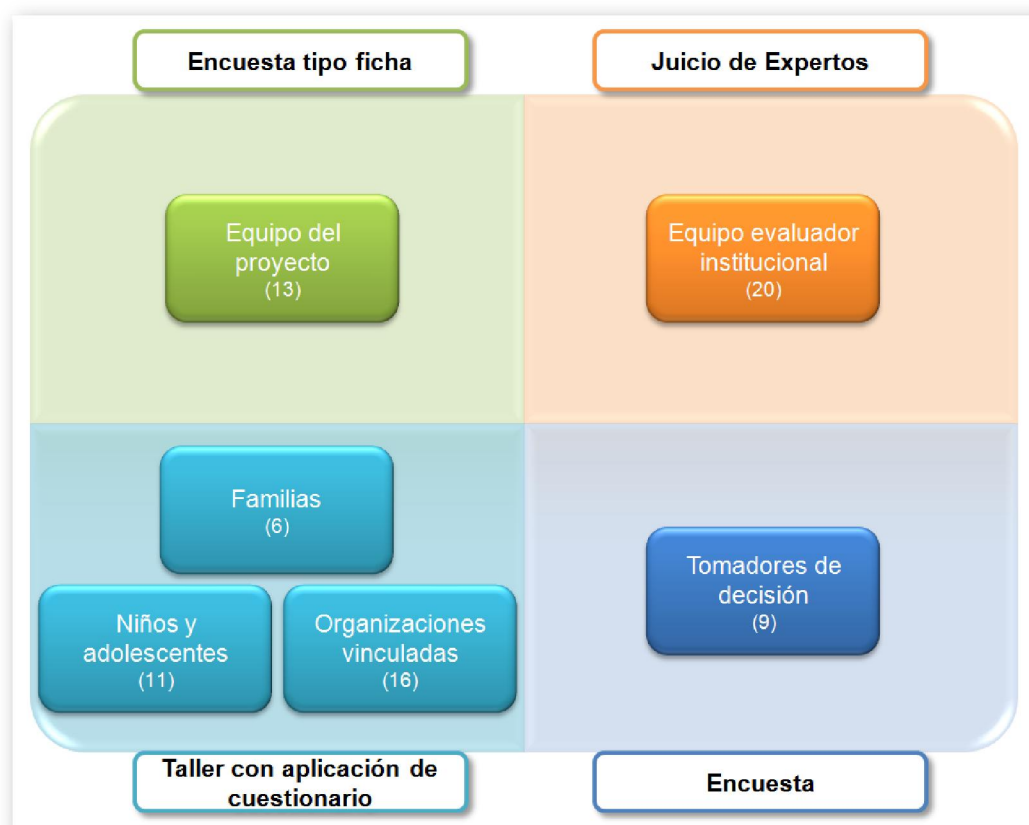 Encuesta tipo ficha
Juicio de Expertos
Equipo del
proyecto
(13)
Equipo evaluador
institucional
(20)
Familias
(6)
Niños y
adolescentes
(11)
Organizaciones
vinculadas
(16)
Tomadores de
decisión
(9)
Taller con aplicación de
cuestionario
Encuesta